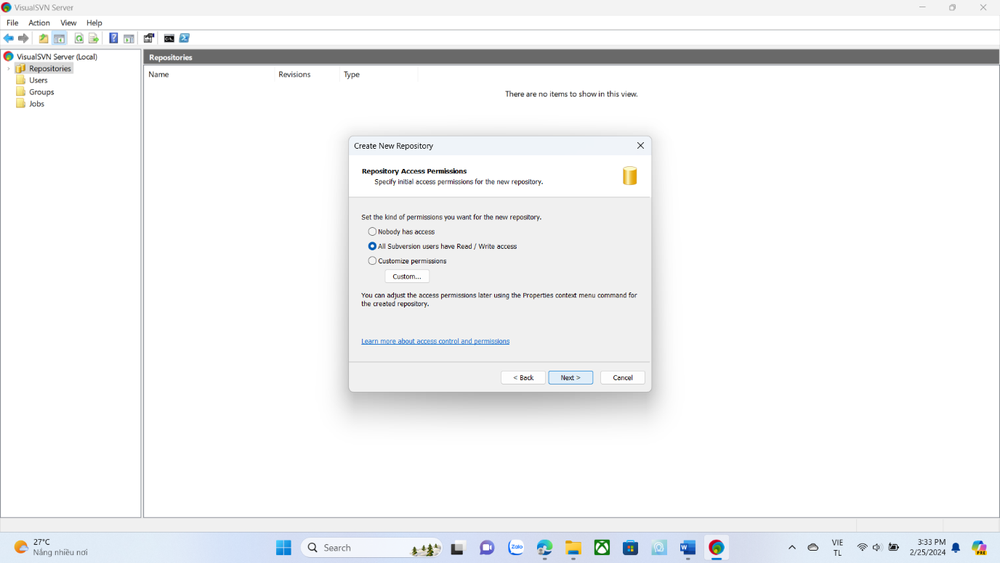 VisualSVN Server
File Action View Help
VisualSVN Server (Local)
Repositories
Users
Groups
Jobs
Repositories
Name Revisions Type
There are no items to show in this view.
Create New Repository
Repository Access Permissions
Specify initial access permissions for the new repository.
Set the kind of permissions you want for the new repository.
Nobody has access
All Subversion users have Read / Write access
Customize permissions
Custom...
You can adjust the access permissions later using the Properties context menu command for
the created repository.
Learn more about access control and permissions
< Back Next > Cancel
27°C
Nắng nhiều nơi
Search
Zalo
VIE
TL
3:33 PM
2/25/2024
PRE